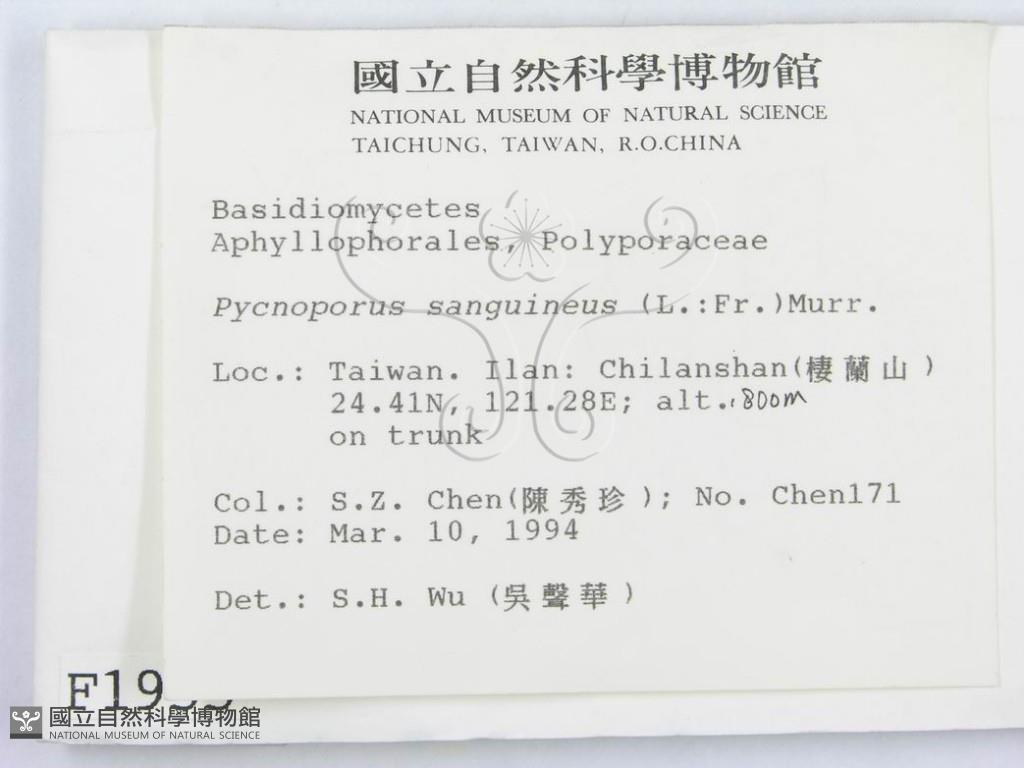 國立自然科學博物館
NATIONAL MUSEUM OF NATURAL SCIENCE
TAICHUNG, TAIWAN, R.O.CHINA
Basidiomycetes
Aphyllophorales, Polyporaceae
Pycnoporus sanguineus (L.:Fr.)Murr.
Loc.: Taiwan. Ilan: Chilanshan(棲蘭山)
24.41N, 121.28E; alt. 1800m
on trunk
Col.: S.Z. Chen(陳秀珍); No. Chen171
Date: Mar. 10, 1994
Det.: S.H. Wu (吳聲華)
國立自然科學博物館
NATIONAL MUSEUM OF NATURAL SCIENCE